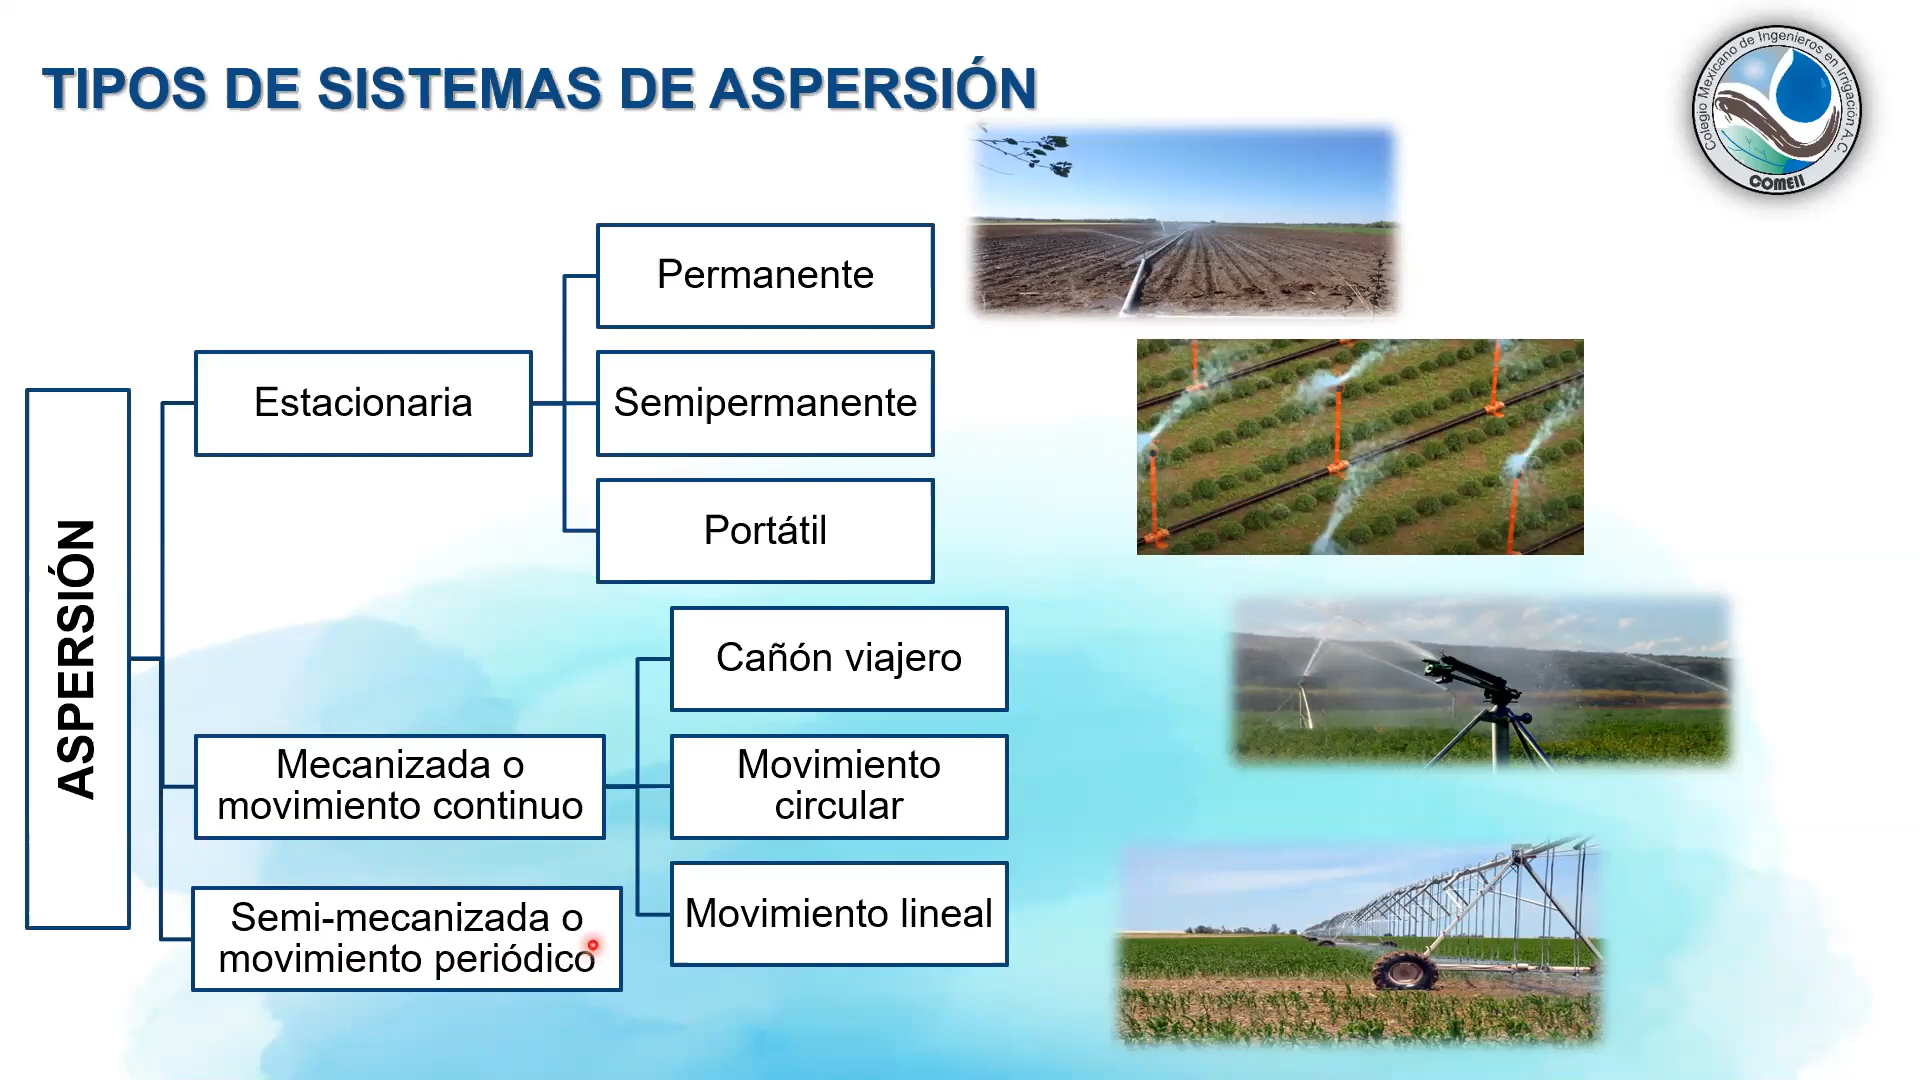 TIPOS DE SISTEMAS DE ASPERSIÓN
Colegio Mexicano de Ingenieros en Irrigación A.C.
COMEII
ASPERSIÓN
Estacionaria
Permanente
Semipermanente
Portátil
Mecanizada o
movimiento continuo
Cañón viajero
Movimiento
circular
Movimiento lineal
Semi-mecanizada o
movimiento periódico